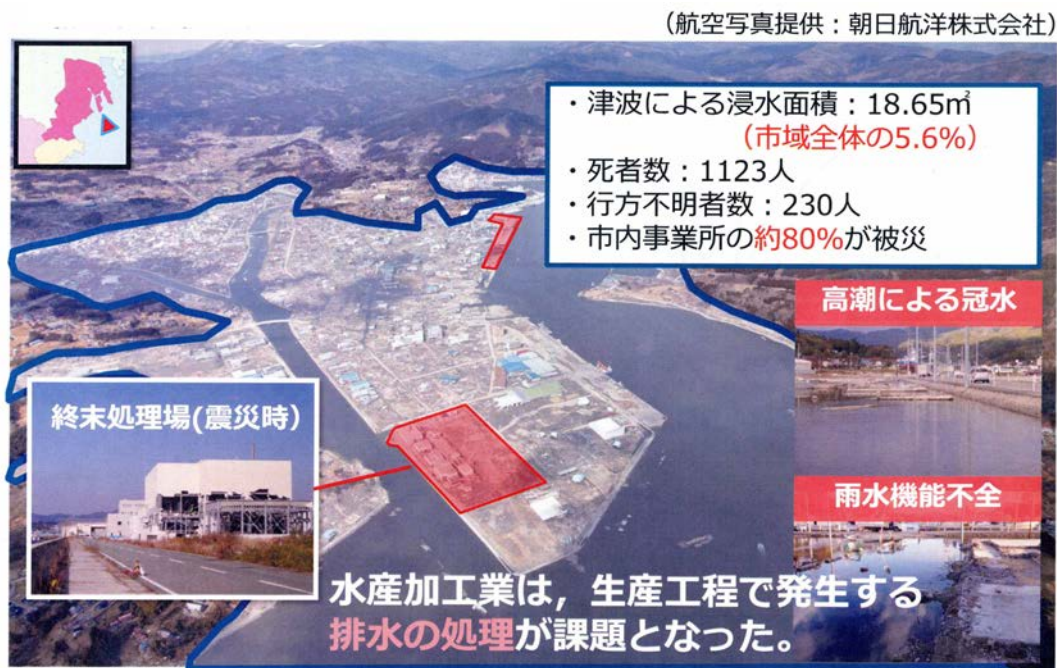 (航空写真提供:朝日航洋株式会社)
・津波による浸水面積:18.65㎡
(市域全体の5.6%)
・死者数:1123人
・行方不明者数:230人
・市内事業所の約80%が被災
高潮による冠水
終末処理場(震災時)
雨水機能不全
水産加工業は,生産工程で発生する
排水の処理が課題となった。